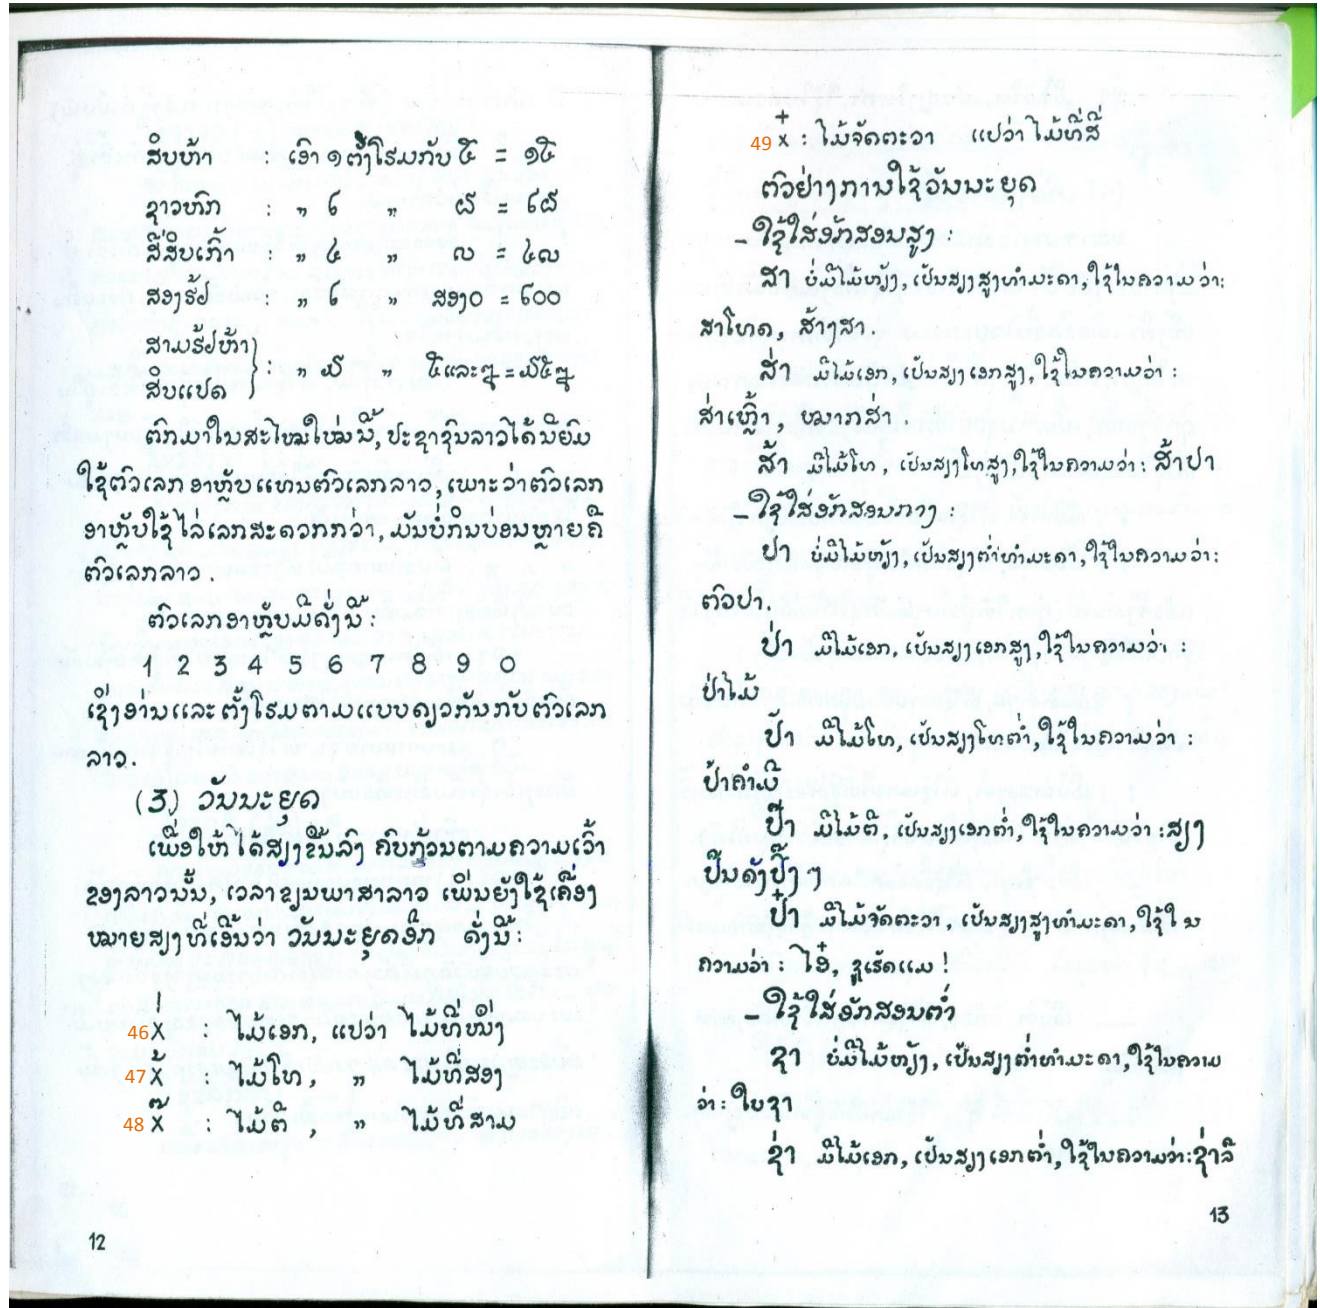 ສິບຫ້າ : ເອົາ ໑ ຕັ້ງໂຮມກັບ ໕ = ໑໕
ຊາວຫົກ : „ ໒ „ ໖ = ໒໖
ສີ່ສິບເກົ້າ : „ ໔ „ ໙ = ໔໙
ສອງຮ້ອຽ : „ ໒ „ ສອງ໐ = ໒໐໐
ສາມຮ້ອຽຫ້າ}
ສິບແປດ } : „ ໓ „ ໕ແລະ໘ = ໓໕໘
ຕົກມາໃນສະໄໝໃໝ່ນີ້, ປະຊາຊົນລາວໄດ້ນິຍົມ
ໃຊ້ຕົວເລກອາຫຼັບແທນຕົວເລກລາວ, ເພາະວ່າຕົວເລກ
ອາຫຼັບໃຊ້ໄລ່ເລກສະດວກກວ່າ, ມັນບໍ່ກິນບ່ອນຫຼາຍຄື
ຕົວເລກລາວ.
ຕົວເລກອາຫຼັບມີດັ່ງນີ້ :
1 2 3 4 5 6 7 8 9 0
ເຊິ່ງອ່ານແລະຕັ້ງໂຮມຕາມແບບດຽວກັນກັບຕົວເລກ
ລາວ.
(3.) ວັນນະຍຸດ
ເພື່ອໃຫ້ໄດ້ສຽງຂຶ້ນລົງ ຄົບຖ້ວນຕາມຄວາມເວົ້າ
ຂອງລາວນັ້ນ, ເວລາຂຽນພາສາລາວ ເພິ່ນຍັງໃຊ້ເຄື່ອງ
ໝາຍສຽງທີ່ເອີ້ນວ່າ ວັນນະຍຸດອີກ ດັ່ງນີ້ :
46 x່ : ໄມ້ເອກ, ແປວ່າ ໄມ້ທີ່ໜຶ່ງ
47 x້ : ໄມ້ໂທ, „ ໄມ້ທີ່ສອງ
48 x໊ : ໄມ້ຕີ, „ ໄມ້ທີ່ສາມ
12
49 x໋ : ໄມ້ຈັດຕະວາ ແປວ່າ ໄມ້ທີ່ສີ່
ຕົວຢ່າງການໃຊ້ວັນນະຍຸດ
- ໃຊ້ໃສ່ອັກສອນສູງ
ສາ ບໍ່ມີໄມ້ຫຍັງ, ເປັນສຽງສູງທຳມະດາ, ໃຊ້ໃນຄວາມວ່າ:
ສາໂຫດ, ສ້າງສາ.
ສ່າ ມີໄມ້ເອກ, ເປັນສຽງເອກສູງ, ໃຊ້ໃນຄວາມວ່າ :
ສ່າເຫຼົ້າ, ໝາກສ່າ
ສ້າ ມີໄມ້ໂທ, ເປັນສຽງໂທສູງ, ໃຊ້ໃນຄວາມວ່າ: ສ້າປາ
- ໃຊ້ໃສ່ອັກສອນກາງ
ປາ ບໍ່ມີໄມ້ຫຍັງ, ເປັນສຽງຕ່ຳທຳມະດາ, ໃຊ້ໃນຄວາມວ່າ:
ຕົວປາ.
ປ່າ ມີໄມ້ເອກ, ເປັນສຽງເອກສູງ, ໃຊ້ໃນຄວາມວ່າ :
ປ່າໄມ້
ປ້າ ມີໄມ້ໂທ, ເປັນສຽງໂທຕ່ຳ, ໃຊ້ໃນຄວາມວ່າ
ປ້າຄຳມີ
ປ໊າ ມີໄມ້ຕີ, ເປັນສຽງເອກຕ່ຳ, ໃຊ້ໃນຄວາມວ່າ : ສຽງ
ປືນດັງປ໊າງໆ
ປ໋າ ມີໄມ້ຈັດຕະວາ, ເປັນສຽງສູງທຳມະດາ, ໃຊ້ໃນ
ຄວາມວ່າ : ໂອ໋, ຊູເຮັດແມ !
- ໃຊ້ໃສ່ອັກສອນຕ່ຳ
ຊາ ບໍ່ມີໄມ້ຫຍັງ, ເປັນສຽງຕ່ຳທຳມະດາ, ໃຊ້ໃນຄວາມ
ວ່າ: ໃບຊາ
ຊ່າ ມີໄມ້ເອກ, ເປັນສຽງເອກຕ່ຳ, ໃຊ້ໃນຄວາມວ່າ: ຊ່າລື
13